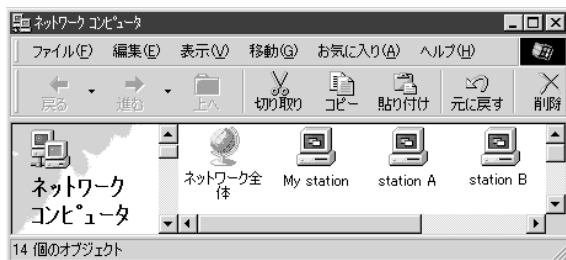 ネットワーク コンピュータ
ファイル(F) 編集(E) 表示(V) 移動(G) お気に入り(A) ヘルプ(H)
戻る 進む 上へ 切り取り コピー 貼り付け 元に戻す 削除
ネットワーク
コンピュータ
ネットワーク全
体
My station
station A
station B
14 個のオブジェクト